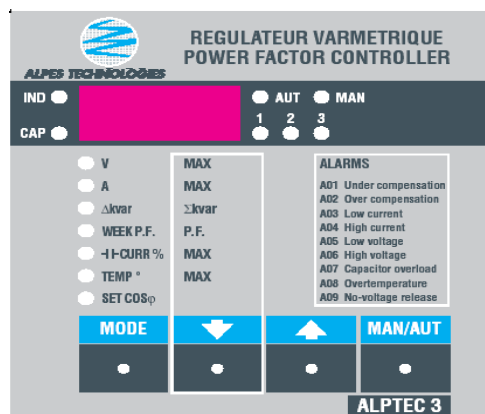 REGULATEUR VARMETRIQUE
POWER FACTOR CONTROLLER
ALPES TECHNOLOGIES
IND AUT MAN
1 2 3
CAP
V MAX
A MAX
Δkvar Σkvar
WEEK P.F. P.F.
⊣⊢CURR % MAX
TEMP ° MAX
SET COSφ
ALARMS
A01 Under compensation
A02 Over compensation
A03 Low current
A04 High current
A05 Low voltage
A06 High voltage
A07 Capacitor overload
A08 Overtemperature
A09 No-voltage release
MODE MAN/AUT
ALPTEC 3